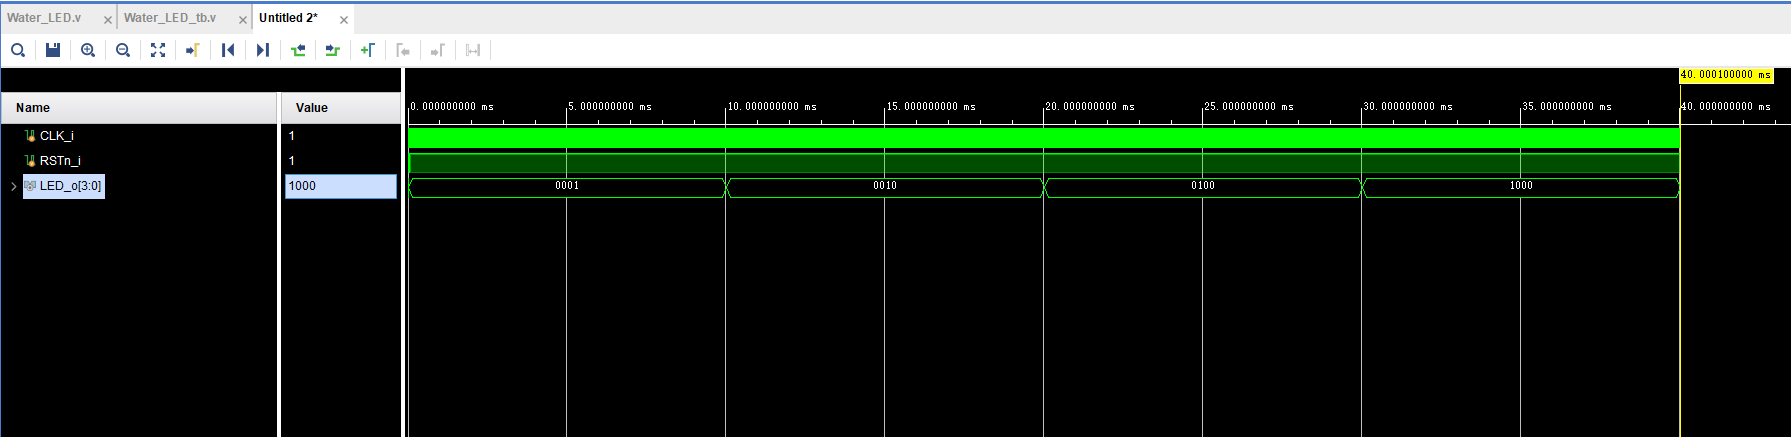 Water_LED.v × Water_LED_tb.v × Untitled 2* ×
40.000100000 ms
Name Value
0.000000000 ms 5.000000000 ms 10.000000000 ms 15.000000000 ms 20.000000000 ms 25.000000000 ms 30.000000000 ms 35.000000000 ms 40.000000000 ms
CLK_i 1
RSTn_i 1
LED_o[3:0] 1000 0001 0010 0100 1000